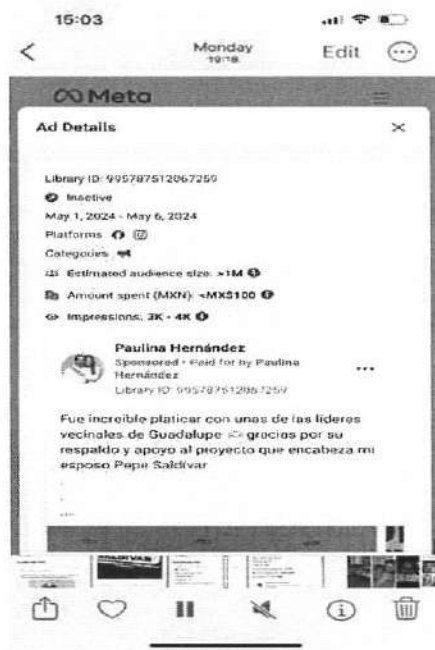 15:03
Monday
19:18
Edit
Meta
Ad Details
Library ID: 995787512067259
Inactive
May 1, 2024 - May 6, 2024
Platforms
Categories
Estimated audience size: >1M
Amount spent (MXN): <MX$100
Impressions: 3K - 4K
Paulina Hernández
Sponsored • Paid for by Paulina
Hernández
Library ID: 995787512067259
Fue increíble platicar con unas de las líderes
vecinales de Guadalupe gracias por su
respaldo y apoyo al proyecto que encabeza mi
esposo Pepe Saldívar
.
.
...
SALDÍVAR